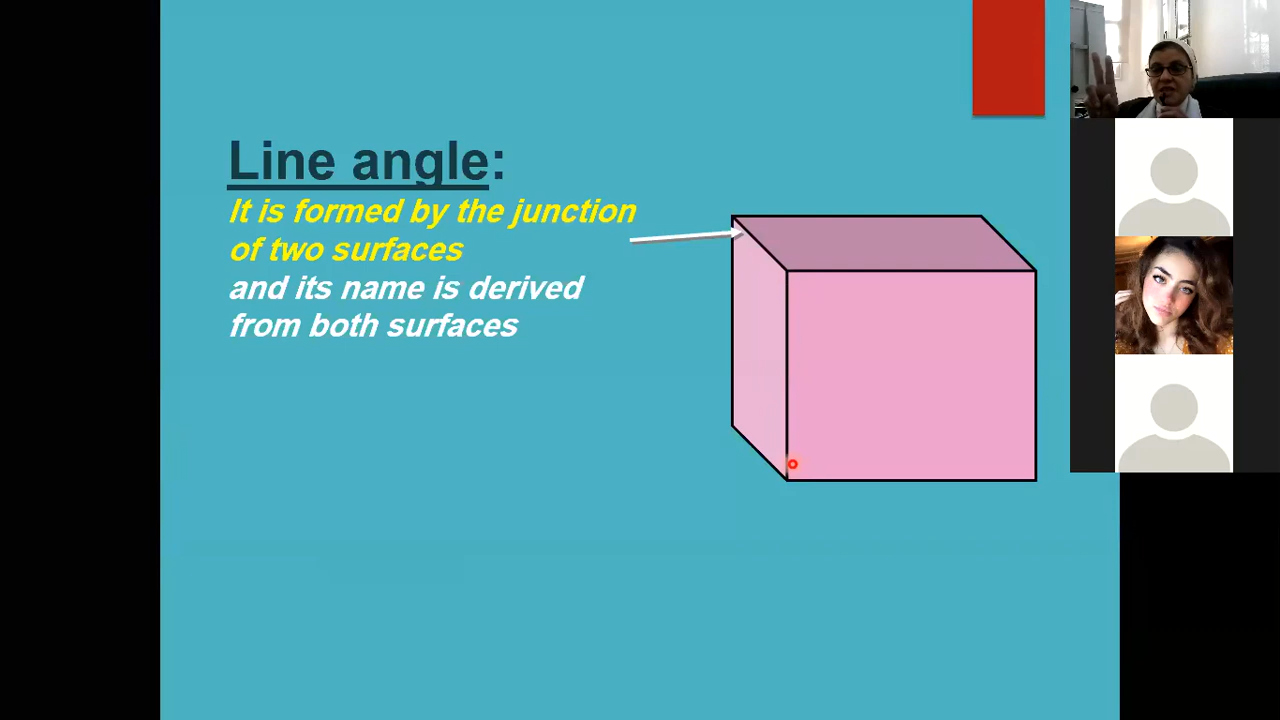 Line angle:
It is formed by the junction
of two surfaces
and its name is derived
from both surfaces